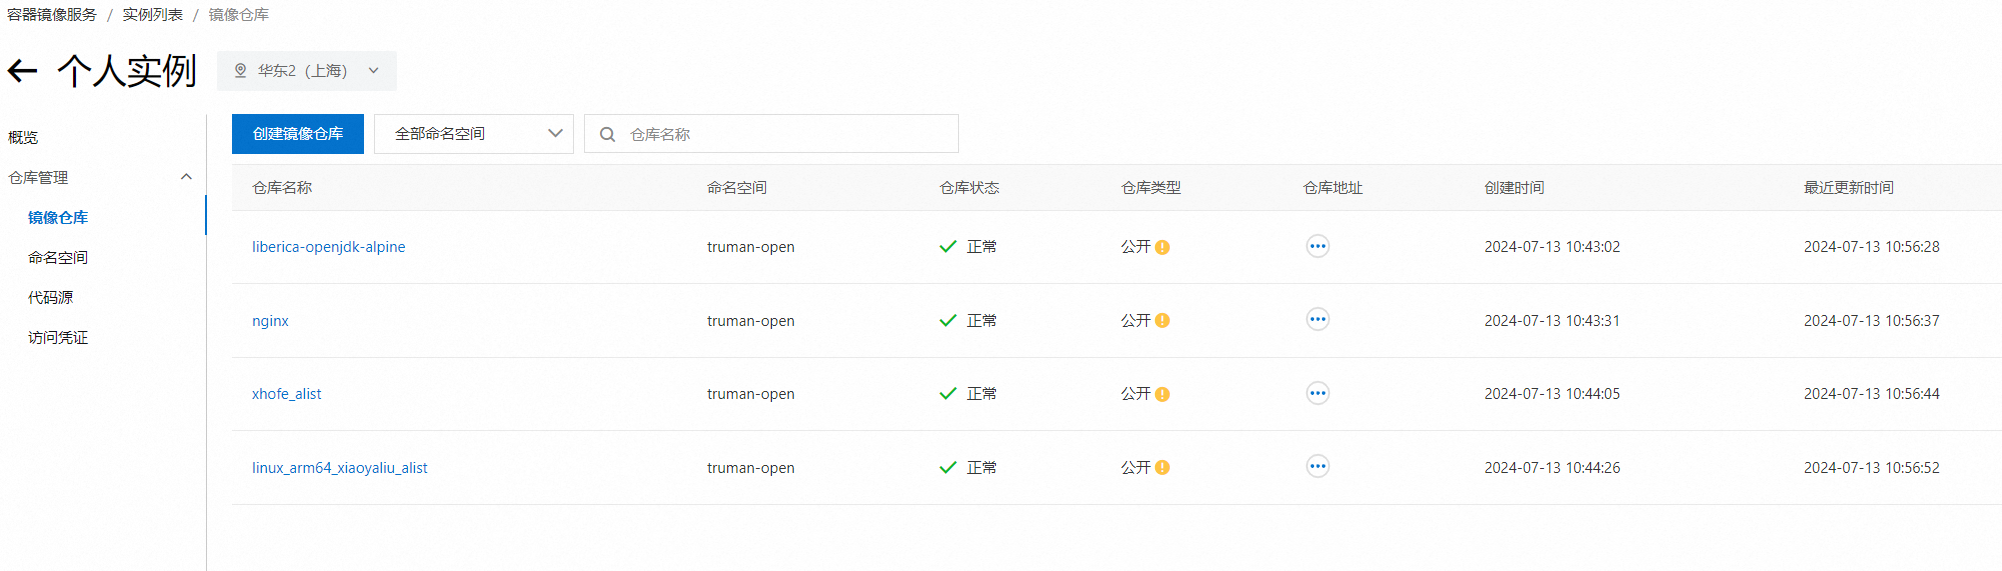 容器镜像服务 / 实例列表 / 镜像仓库
个人实例 华东2（上海）
概览
仓库管理
镜像仓库
命名空间
代码源
访问凭证
创建镜像仓库 全部命名空间 仓库名称
仓库名称 命名空间 仓库状态 仓库类型 仓库地址 创建时间 最近更新时间
liberica-openjdk-alpine truman-open 正常 公开 2024-07-13 10:43:02 2024-07-13 10:56:28
nginx truman-open 正常 公开 2024-07-13 10:43:31 2024-07-13 10:56:37
xhofe_alist truman-open 正常 公开 2024-07-13 10:44:05 2024-07-13 10:56:44
linux_arm64_xiaoyaliu_alist truman-open 正常 公开 2024-07-13 10:44:26 2024-07-13 10:56:52